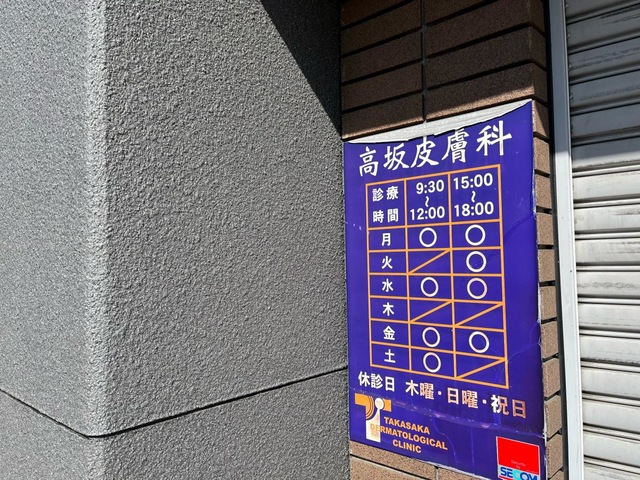 高坂皮膚科
診療時間 9:30〜12:00 15:00〜18:00
月 ○ ○
火 ／ ○
水 ○ ○
木 ／ ／
金 ○ ○
土 ○ ／
休診日 木曜・日曜・祝日
TAKASAKA
DERMATOLOGICAL
CLINIC
SECOM